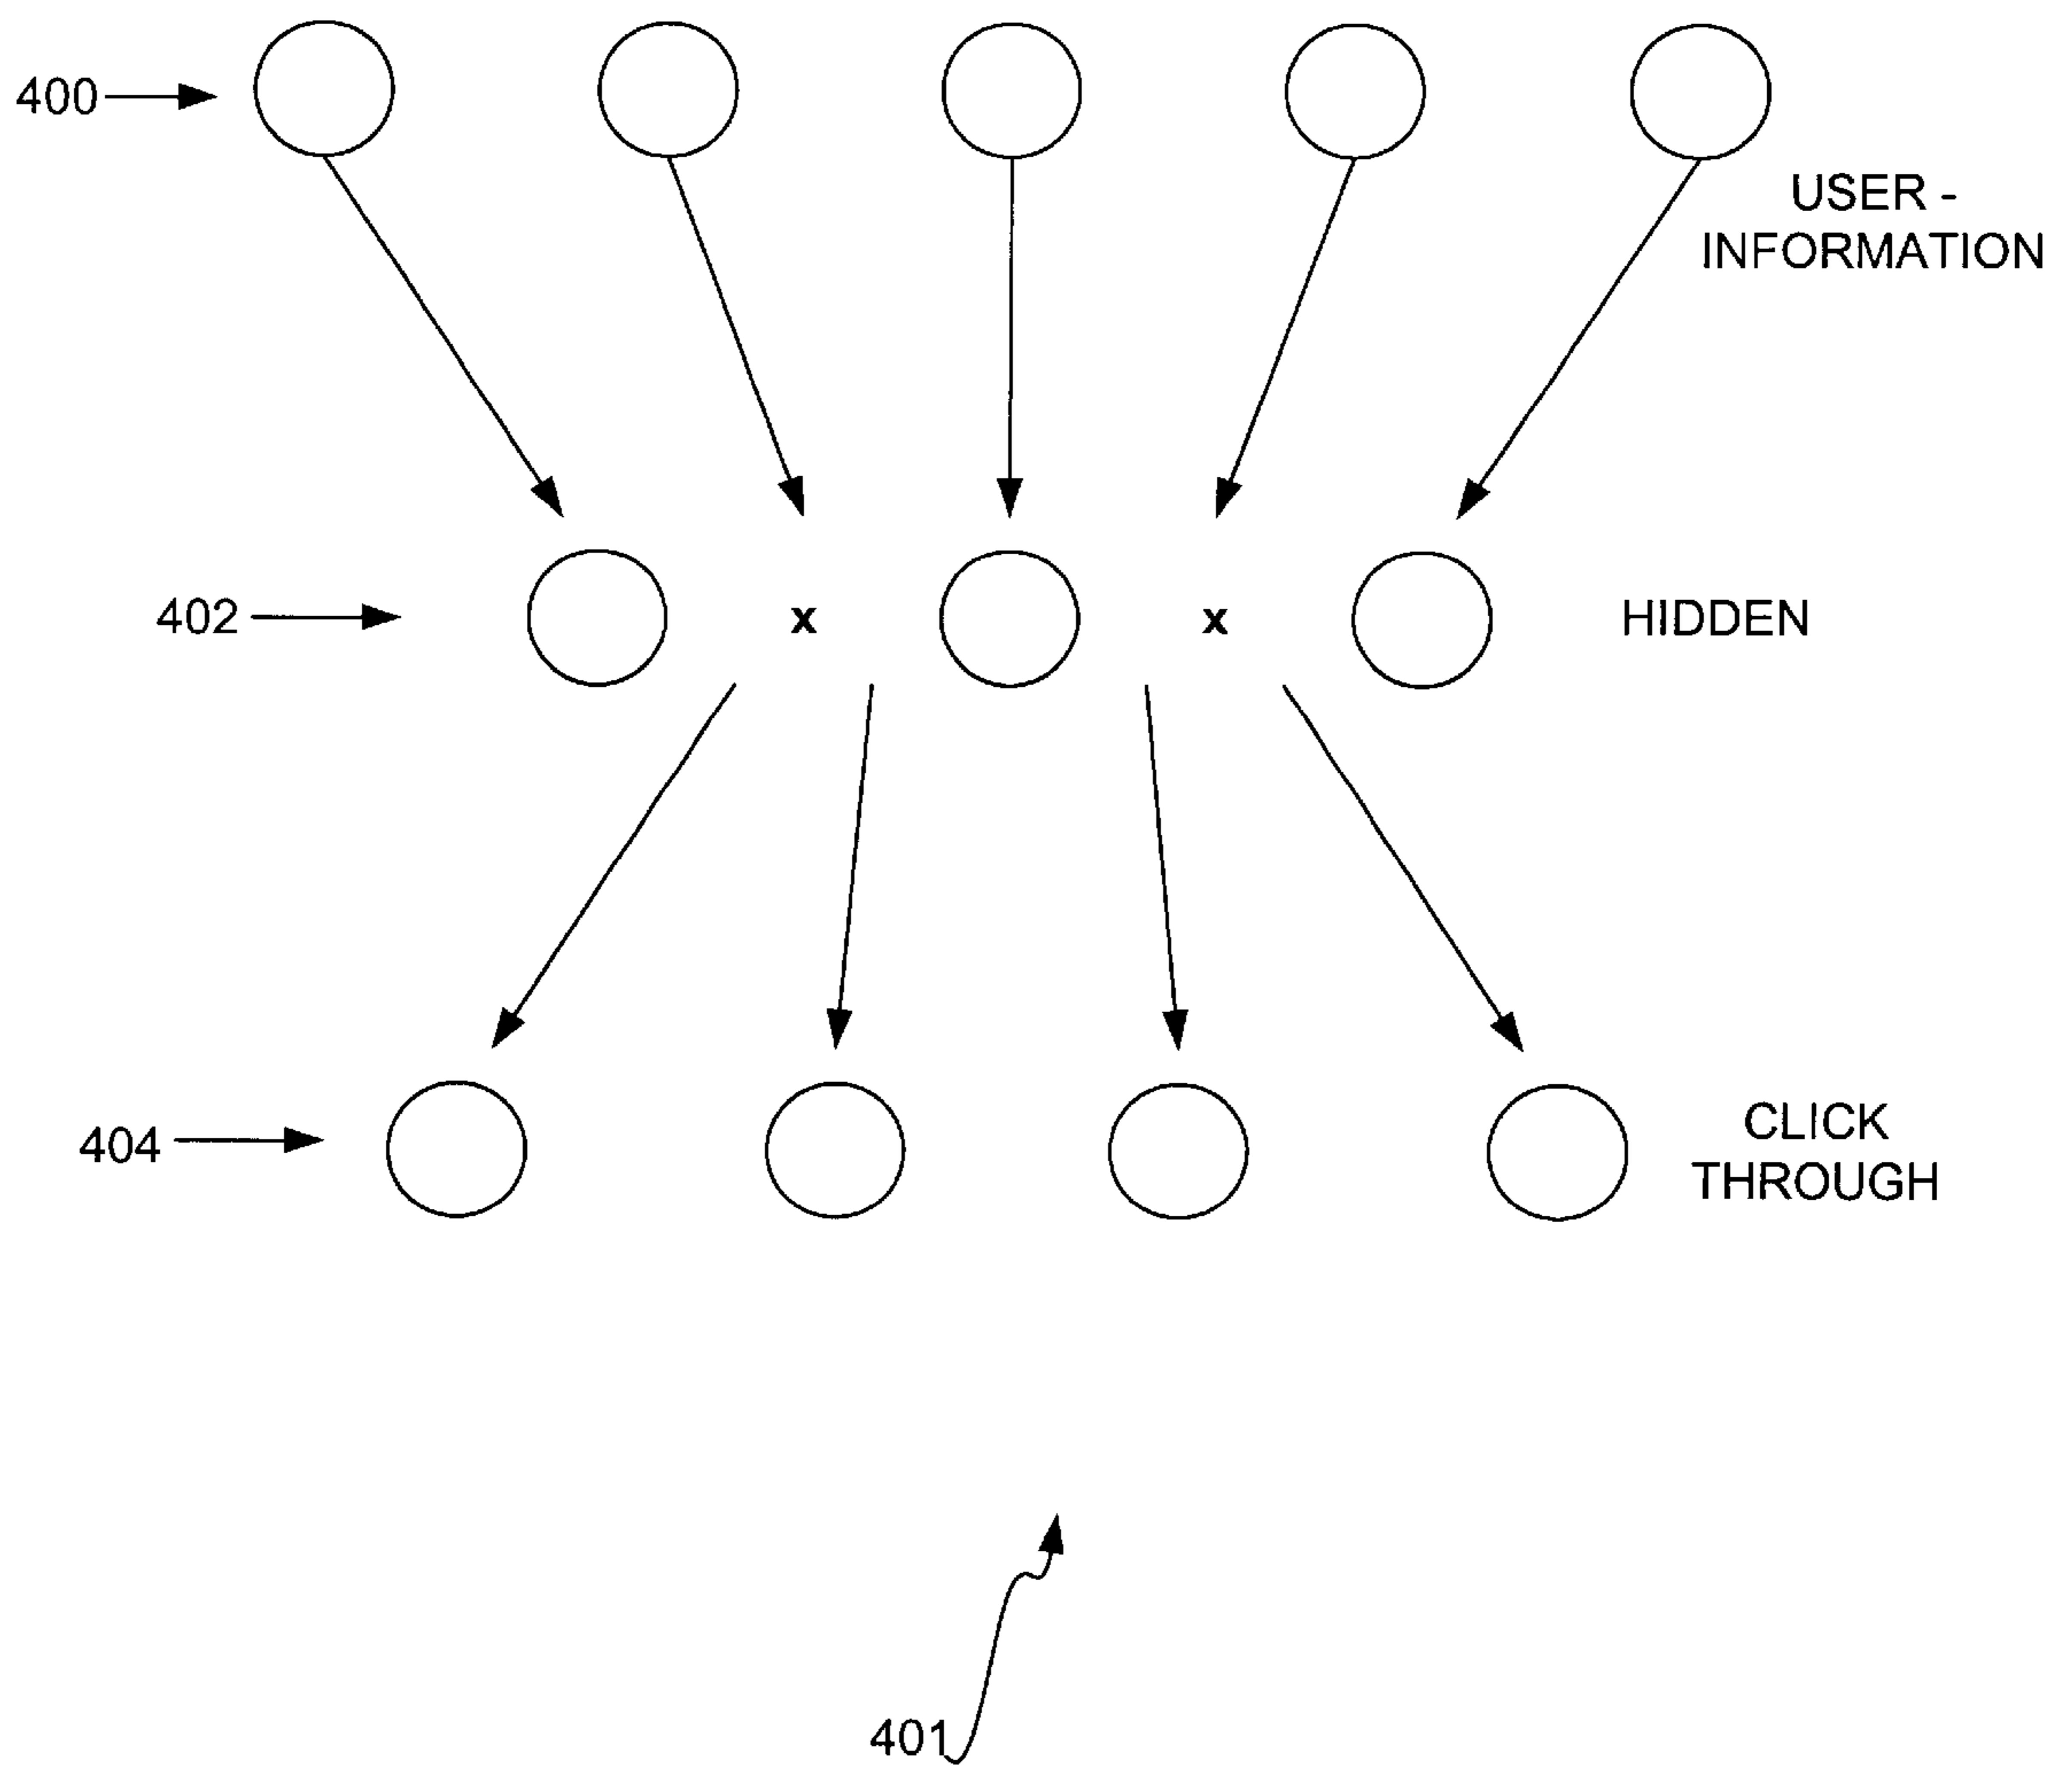 400
USER -
INFORMATION
402
x
x
HIDDEN
404
CLICK
THROUGH
401